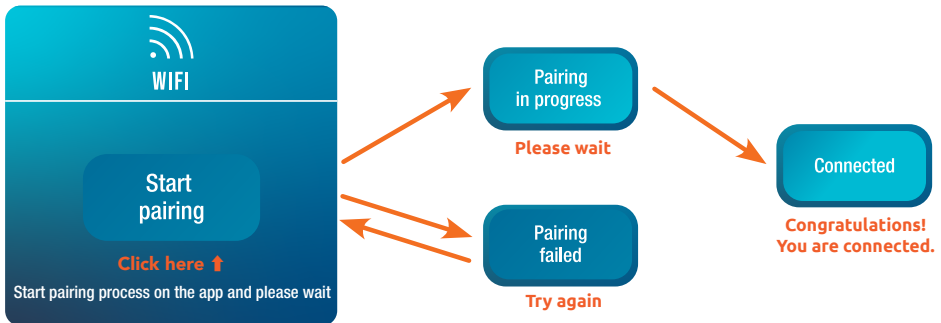 WIFI
Start
pairing
Click here ⬆
Start pairing process on the app and please wait
Pairing
in progress
Please wait
Pairing
failed
Try again
Connected
Congratulations!
You are connected.